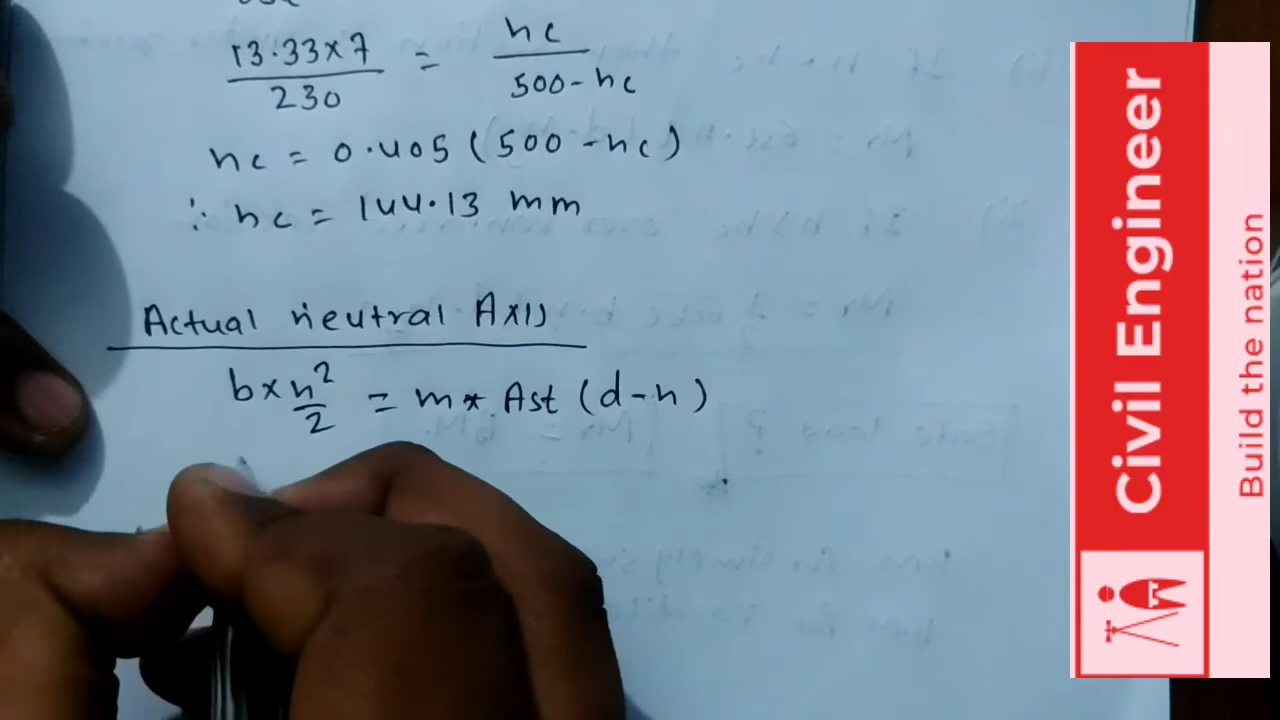 13.33×7 / 230 = nc / 500-nc
nc = 0.405 (500 - nc)
∴ nc = 144.13 mm
Actual neutral Axis
b×n²/2 = m* Ast (d-n)
Civil Engineer
Build the nation